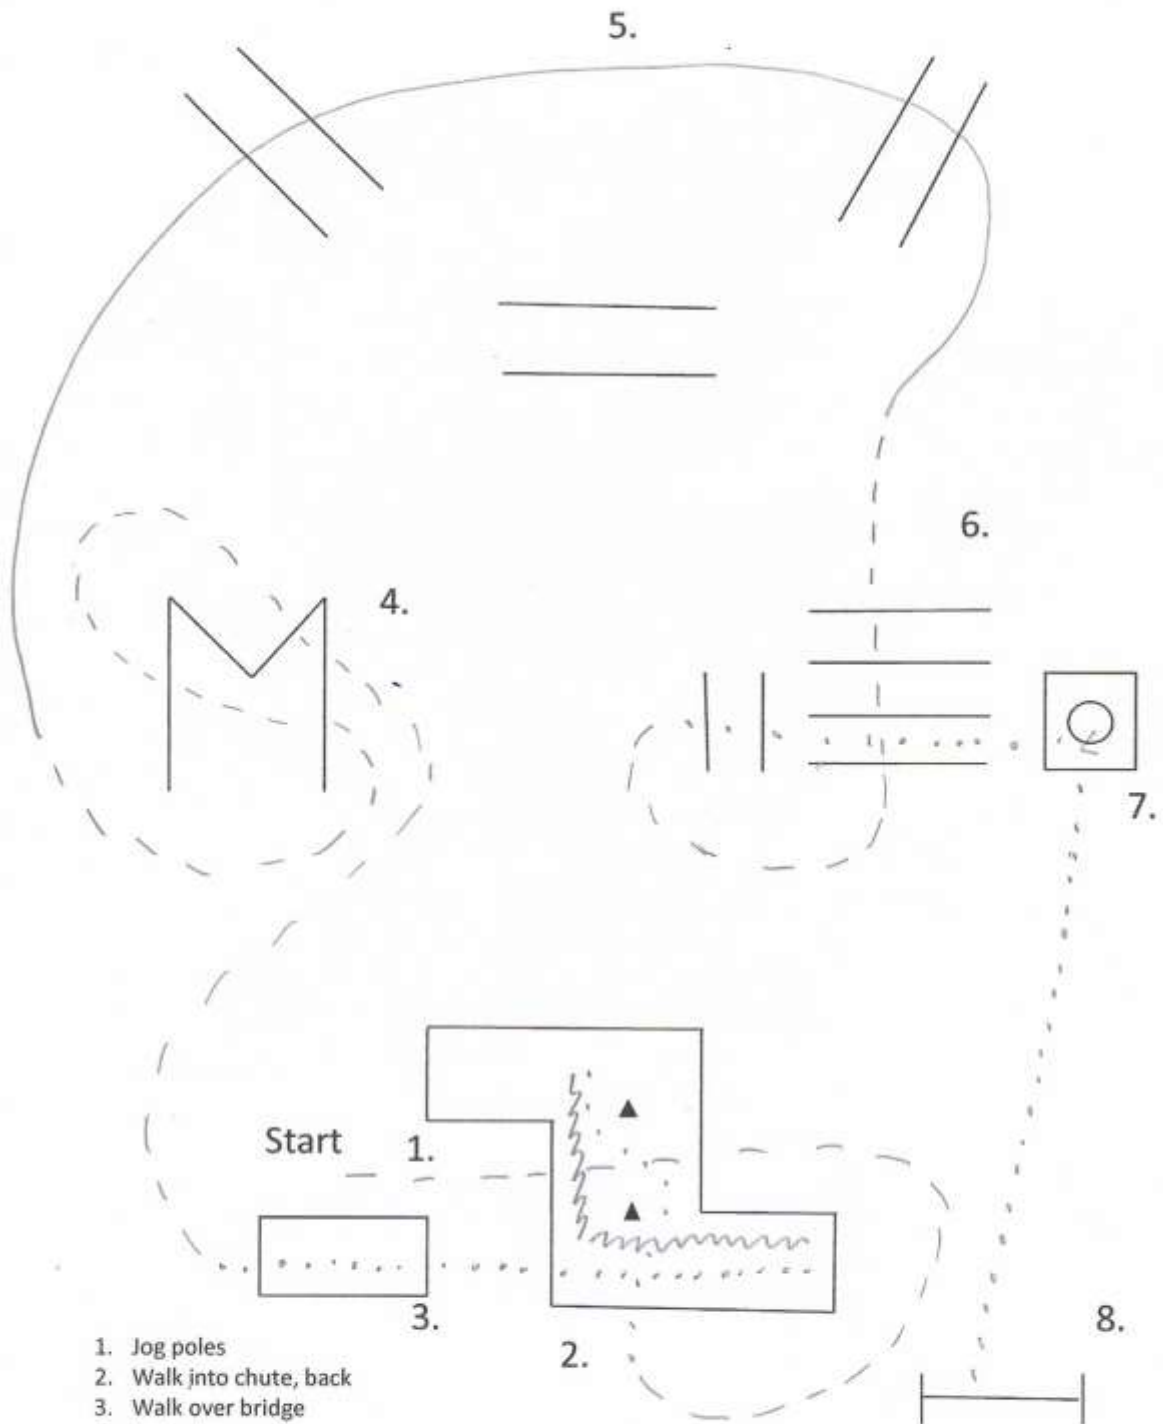 5.
4.
6.
7.
Start
1.
3.
2.
8.
1. Jog poles
2. Walk into chute, back
3. Walk over bridge